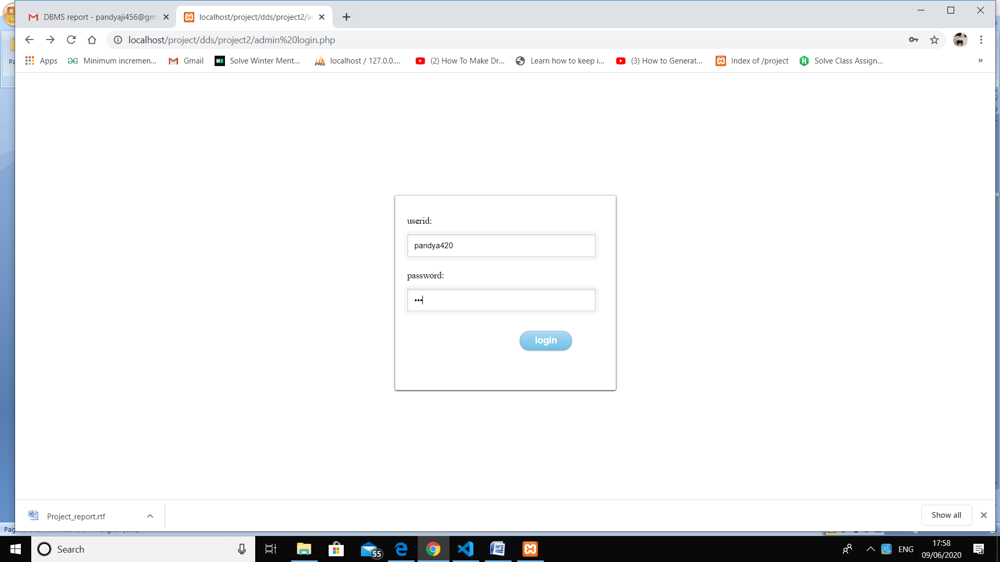 DBMS report - pandyaji456@gm
localhost/project/dds/project2/a
localhost/project/dds/project2/admin%20login.php
Apps
Minimum incremen...
Gmail
Solve Winter Ment...
localhost / 127.0.0....
(2) How To Make Dr...
Learn how to keep i...
(3) How to Generat...
Index of /project
Solve Class Assign...
»
userid:
pandya420
password:
•••
login
Project_report.rtf
Show all
Search
55
ENG
17:58
09/06/2020